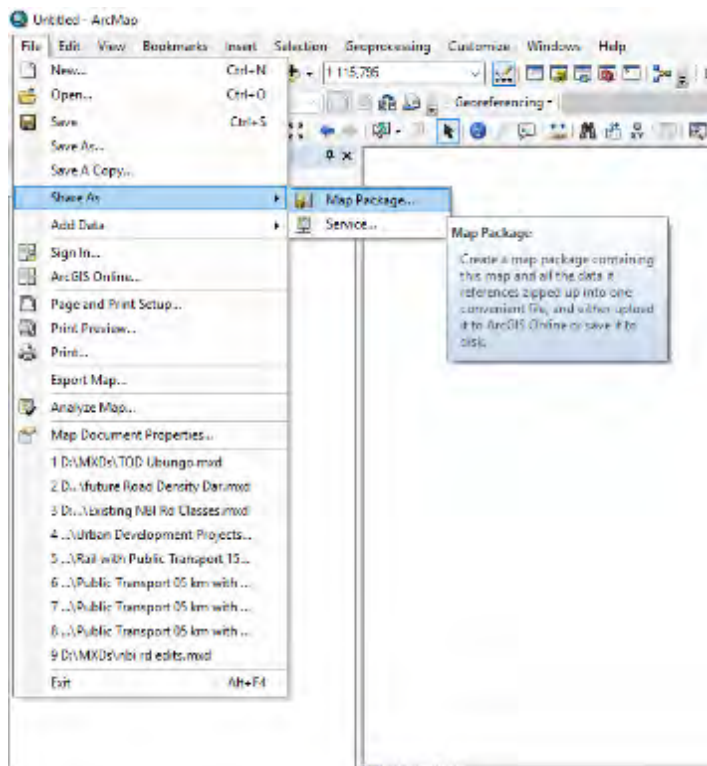 Untitled - ArcMap
File Edit View Bookmarks Insert Selection Geoprocessing Customize Windows Help
New... Ctrl+N
1:115,795
Open... Ctrl+O
Georeferencing
Save Ctrl+S
Save As...
Save A Copy...
Share As
Map Package...
Add Data
Service...
Map Package
Create a map package containing
this map and all the data it
references zipped up into one
convenient file, and either upload
it to ArcGIS Online or save it to
disk.
Sign In...
ArcGIS Online...
Page and Print Setup...
Print Preview...
Print...
Export Map...
Analyze Map...
Map Document Properties...
1 D:\MXDs\TOD Ubungo.mxd
2 D...\future Road Density Dar.mxd
3 D:...\Existing NBI Rd Classes.mxd
4 ...\Urban Development Projects...
5 ...\Rail with Public Transport 15...
6 ...\Public Transport 05 km with ...
7 ...\Public Transport 05 km with ...
8 ...\Public Transport 05 km with ...
9 D:\MXDs\nbi rd edits.mxd
Exit Alt+F4